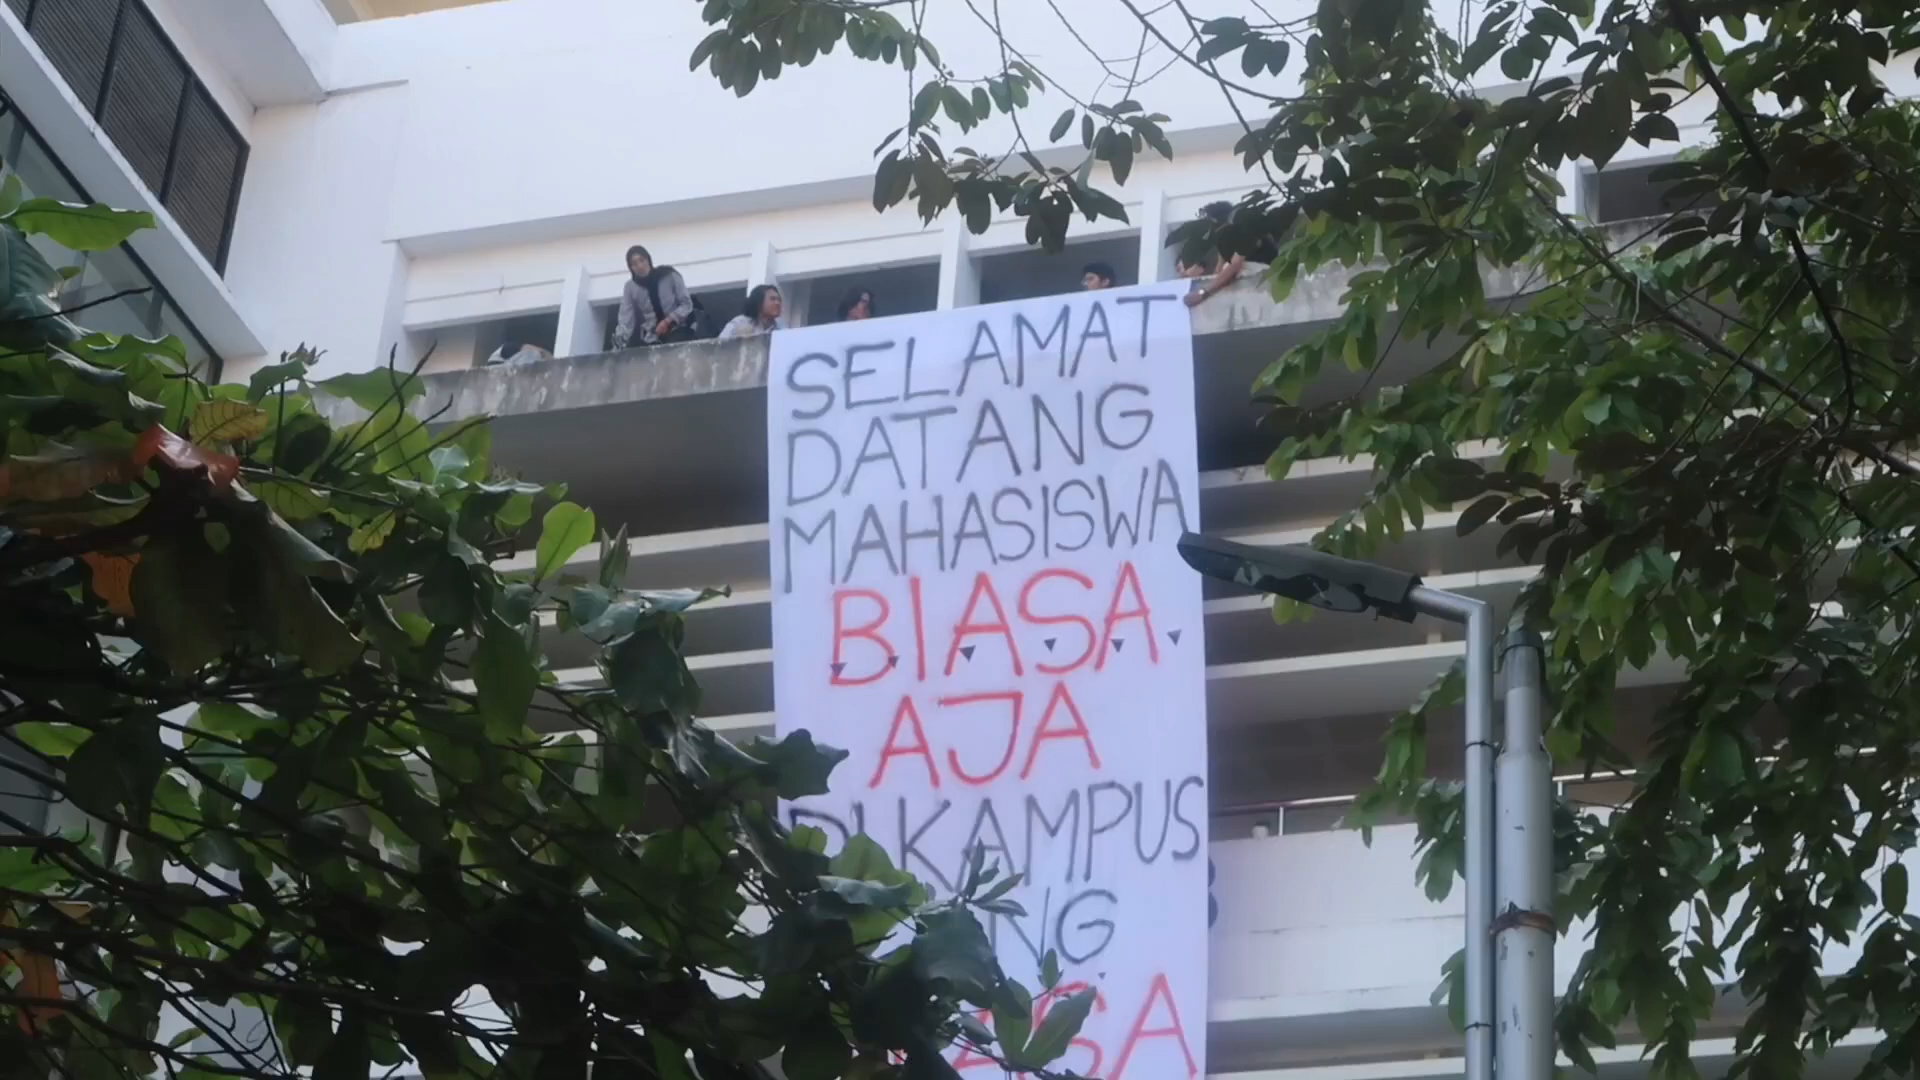 SELAMAT
DATANG
MAHASISWA
BIASA
AJA
DI KAMPUS